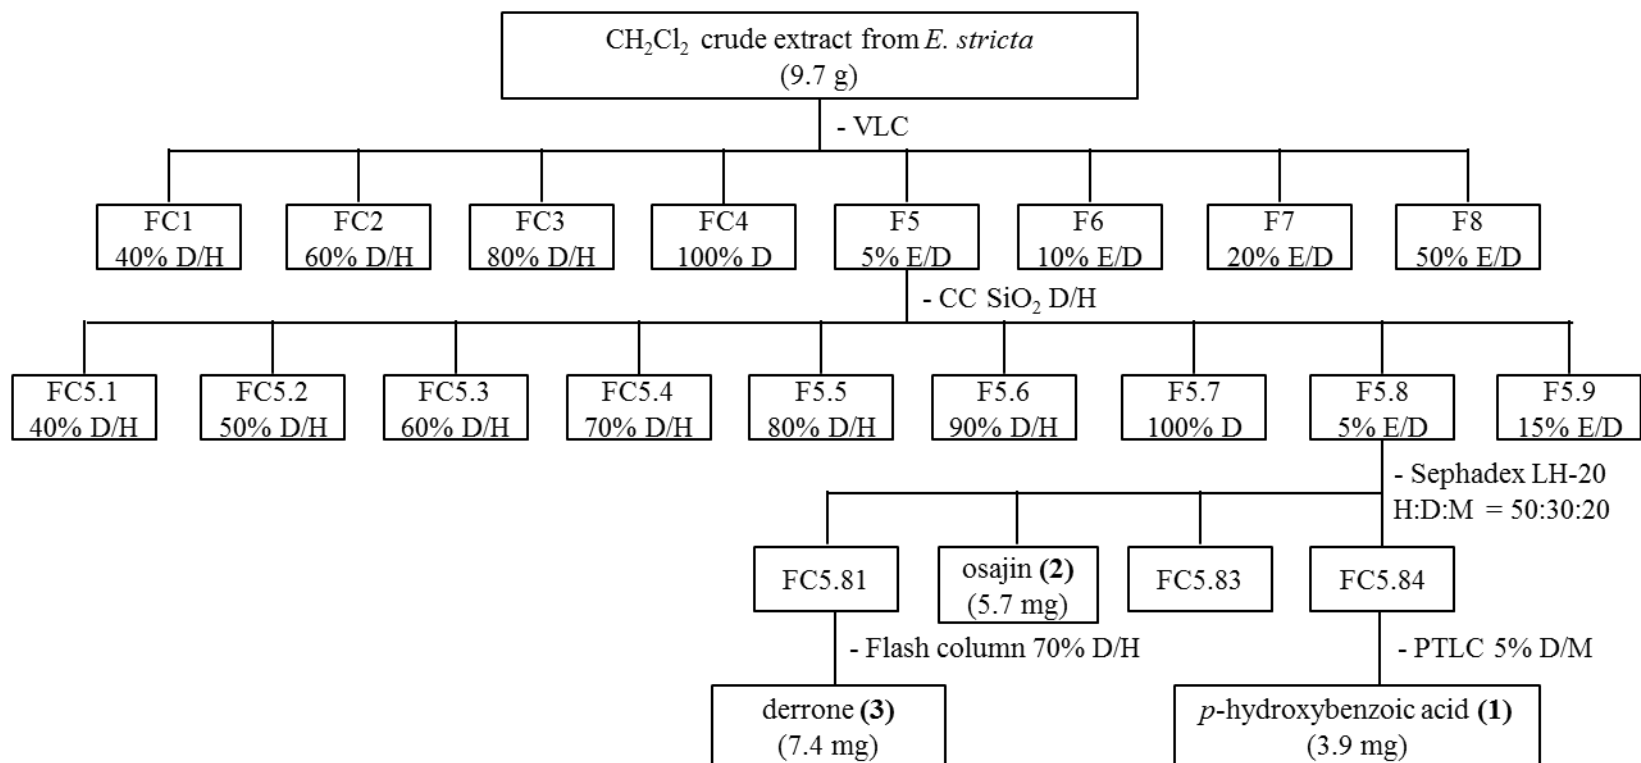 CH₂Cl₂ crude extract from E. stricta
(9.7 g)
- VLC
FC1
40% D/H
FC2
60% D/H
FC3
80% D/H
FC4
100% D
F5
5% E/D
F6
10% E/D
F7
20% E/D
F8
50% E/D
- CC SiO₂ D/H
FC5.1
40% D/H
FC5.2
50% D/H
FC5.3
60% D/H
FC5.4
70% D/H
F5.5
80% D/H
F5.6
90% D/H
F5.7
100% D
F5.8
5% E/D
F5.9
15% E/D
- Sephadex LH-20
H:D:M = 50:30:20
FC5.81
osajin (2)
(5.7 mg)
FC5.83
FC5.84
- Flash column 70% D/H
- PTLC 5% D/M
derrone (3)
(7.4 mg)
p-hydroxybenzoic acid (1)
(3.9 mg)